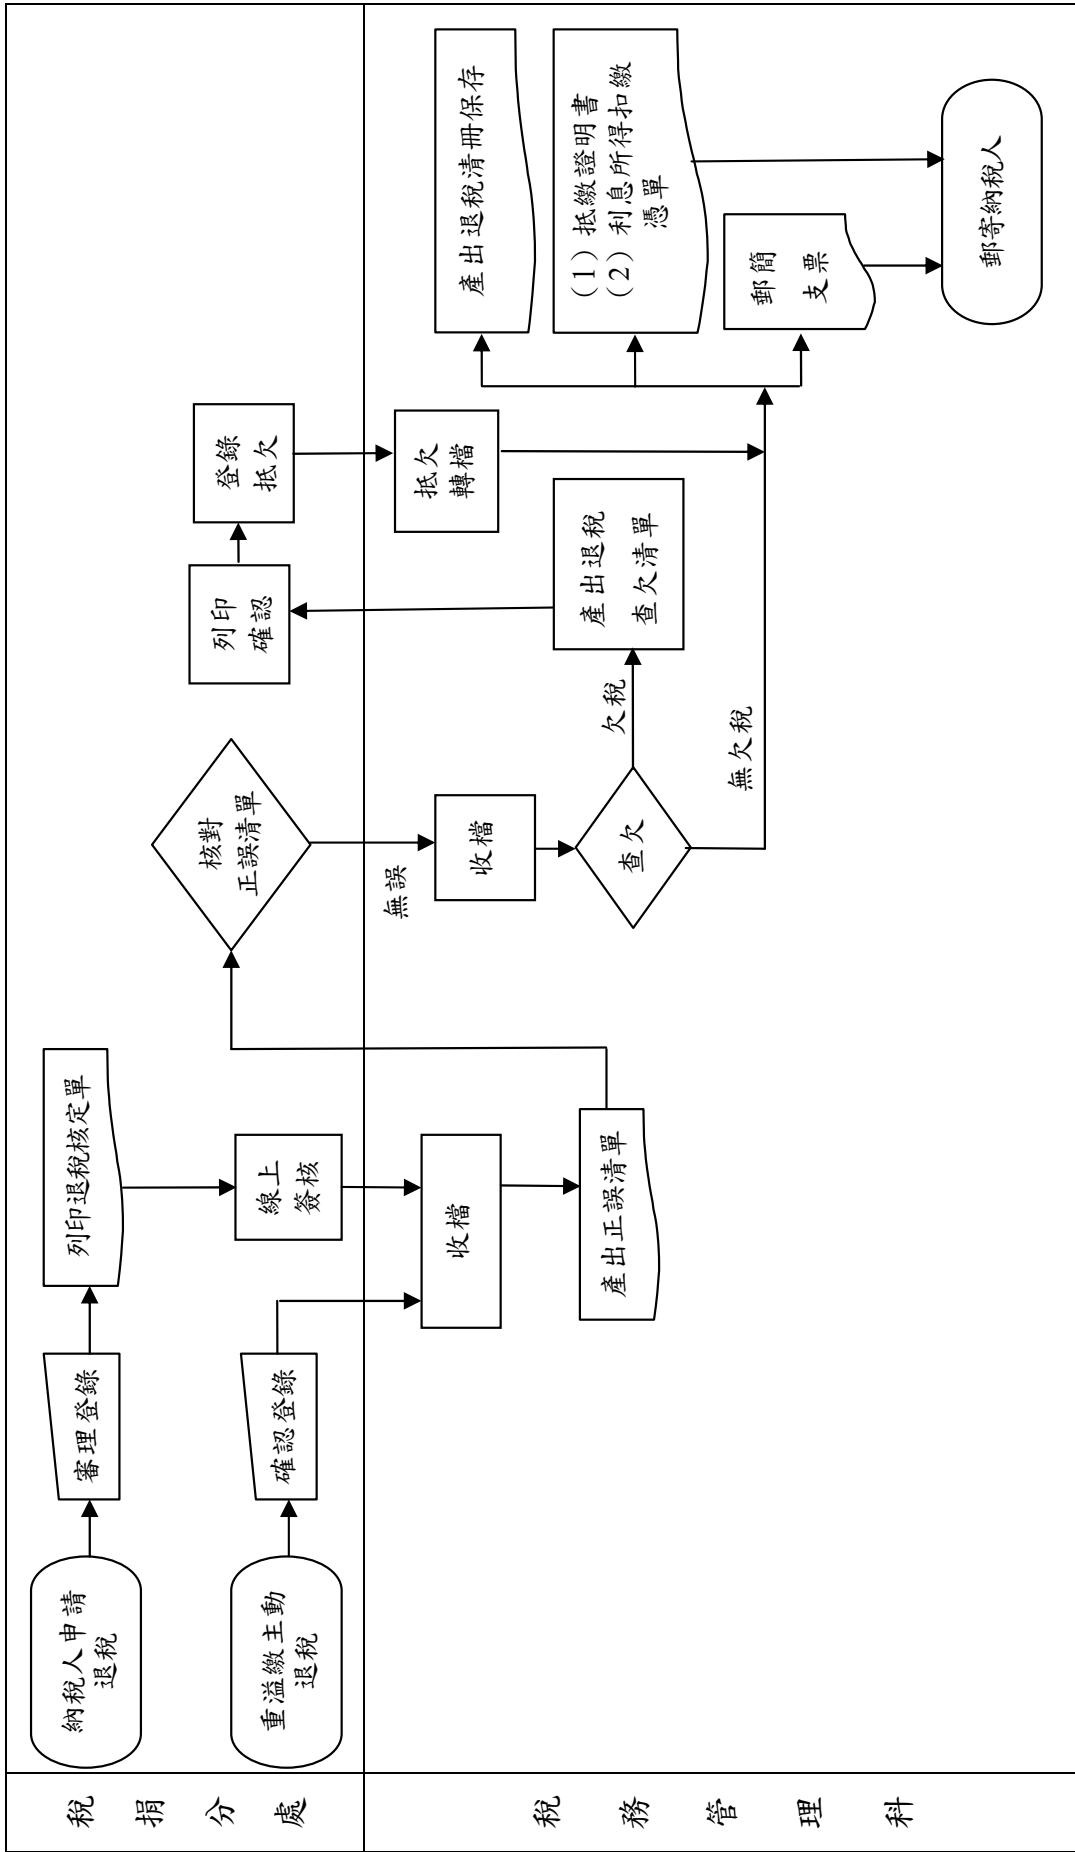 稅捐分處
納稅人申請
退稅
審理登錄
列印退稅核定單
線上
簽核
重溢繳主動
退稅
確認登錄
核對
正誤清單
列印
確認
登錄
抵欠
稅務管理科
收檔
產出正誤清單
無誤
收檔
查欠
欠稅
無欠稅
產出退稅
查欠清單
抵欠
轉檔
產出退稅清冊保存
(1)抵繳證明書
(2)利息所得扣繳
憑單
郵簡
支票
郵寄納稅人